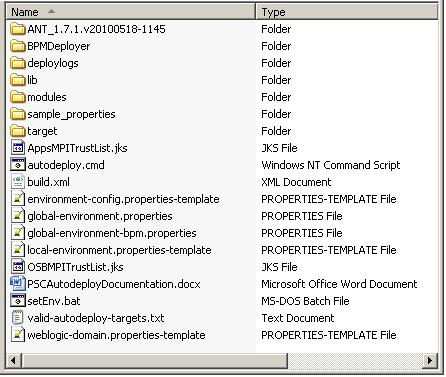 Name Type
ANT_1.7.1.v20100518-1145 Folder
BPMDeployer Folder
deploylogs Folder
lib Folder
modules Folder
sample_properties Folder
target Folder
AppsMPITrustList.jks JKS File
autodeploy.cmd Windows NT Command Script
build.xml XML Document
environment-config.properties-template PROPERTIES-TEMPLATE File
global-environment.properties PROPERTIES File
global-environment-bpm.properties PROPERTIES File
local-environment.properties-template PROPERTIES-TEMPLATE File
OSBMPITrustList.jks JKS File
PSCAutodeployDocumentation.docx Microsoft Office Word Document
setEnv.bat MS-DOS Batch File
valid-autodeploy-targets.txt Text Document
weblogic-domain.properties-template PROPERTIES-TEMPLATE File